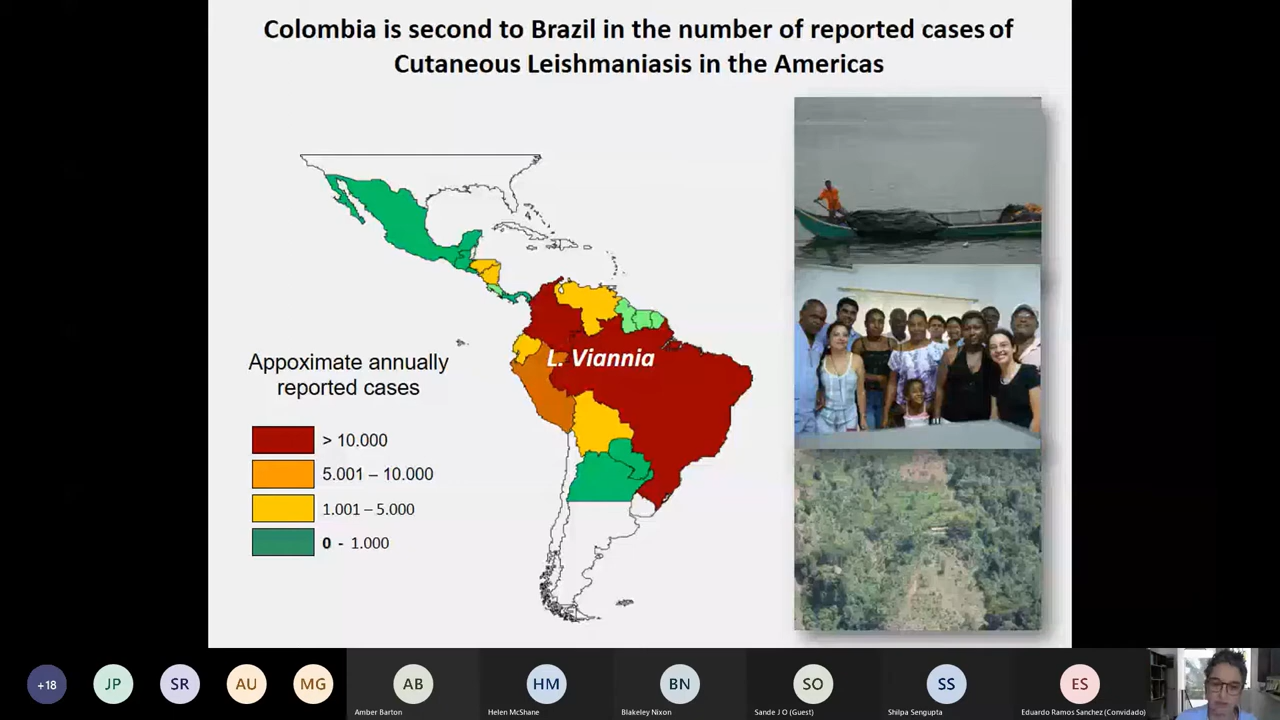 Colombia is second to Brazil in the number of reported cases of
Cutaneous Leishmaniasis in the Americas
L. Viannia
Appoximate annually
reported cases
> 10.000
5.001 – 10.000
1.001 – 5.000
0 - 1.000
+18
JP
SR
AU
MG
AB
HM
BN
SO
SS
ES
Amber Barton
Helen McShane
Blakeley Nixon
Sande J O (Guest)
Shilpa Sengupta
Eduardo Ramos Sanchez (Convidado)